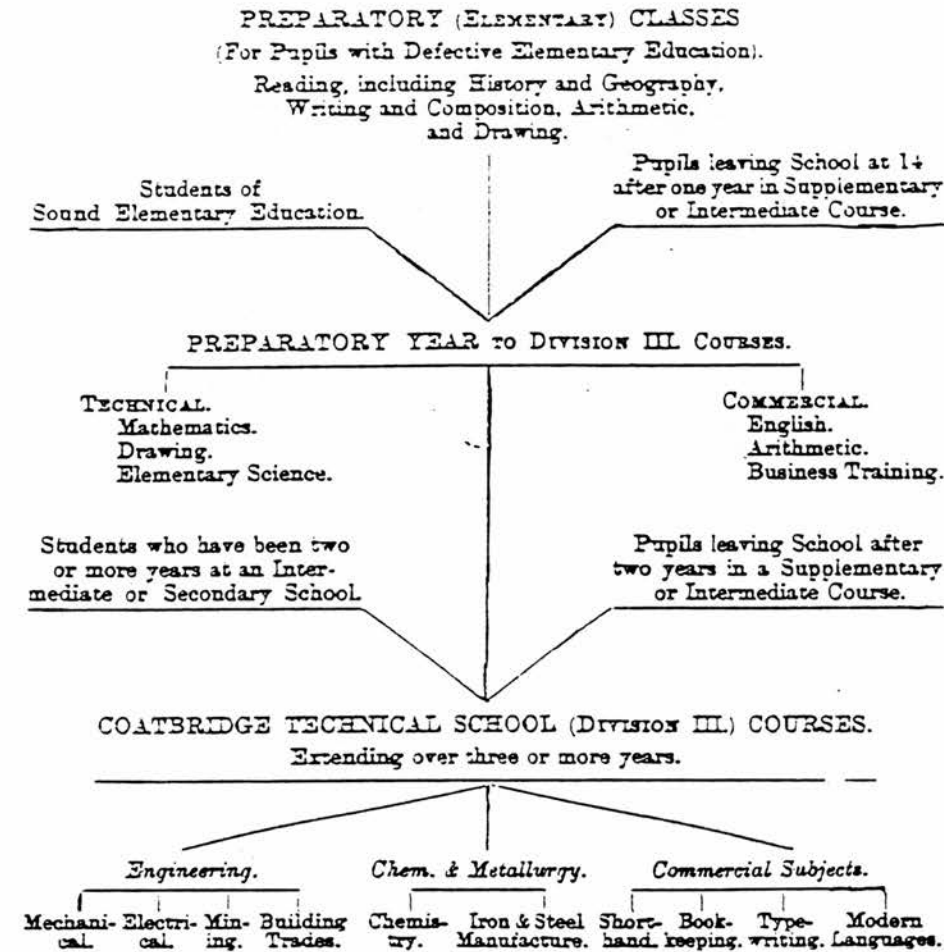 PREPARATORY (ELEMENTARY) CLASSES
(For Pupils with Defective Elementary Education).
Reading, including History and Geography,
Writing and Composition, Arithmetic,
and Drawing.
Students of
Sound Elementary Education.
Pupils leaving School at 14
after one year in Supplementary
or Intermediate Course.
PREPARATORY YEAR TO DIVISION III. COURSES.
TECHNICAL.
Mathematics.
Drawing.
Elementary Science.
COMMERCIAL.
English.
Arithmetic.
Business Training.
Students who have been two
or more years at an Inter-
mediate or Secondary School.
Pupils leaving School after
two years in a Supplementary
or Intermediate Course.
COATBRIDGE TECHNICAL SCHOOL (DIVISION III.) COURSES.
Extending over three or more years.
Engineering.
Chem. & Metallurgy.
Commercial Subjects.
Mechani- Electri- Min- Building Chemis- Iron & Steel Short- Book- Type- Modern
cal. cal. ing. Trades. try. Manufacture. hand. keeping. writing. Languages.